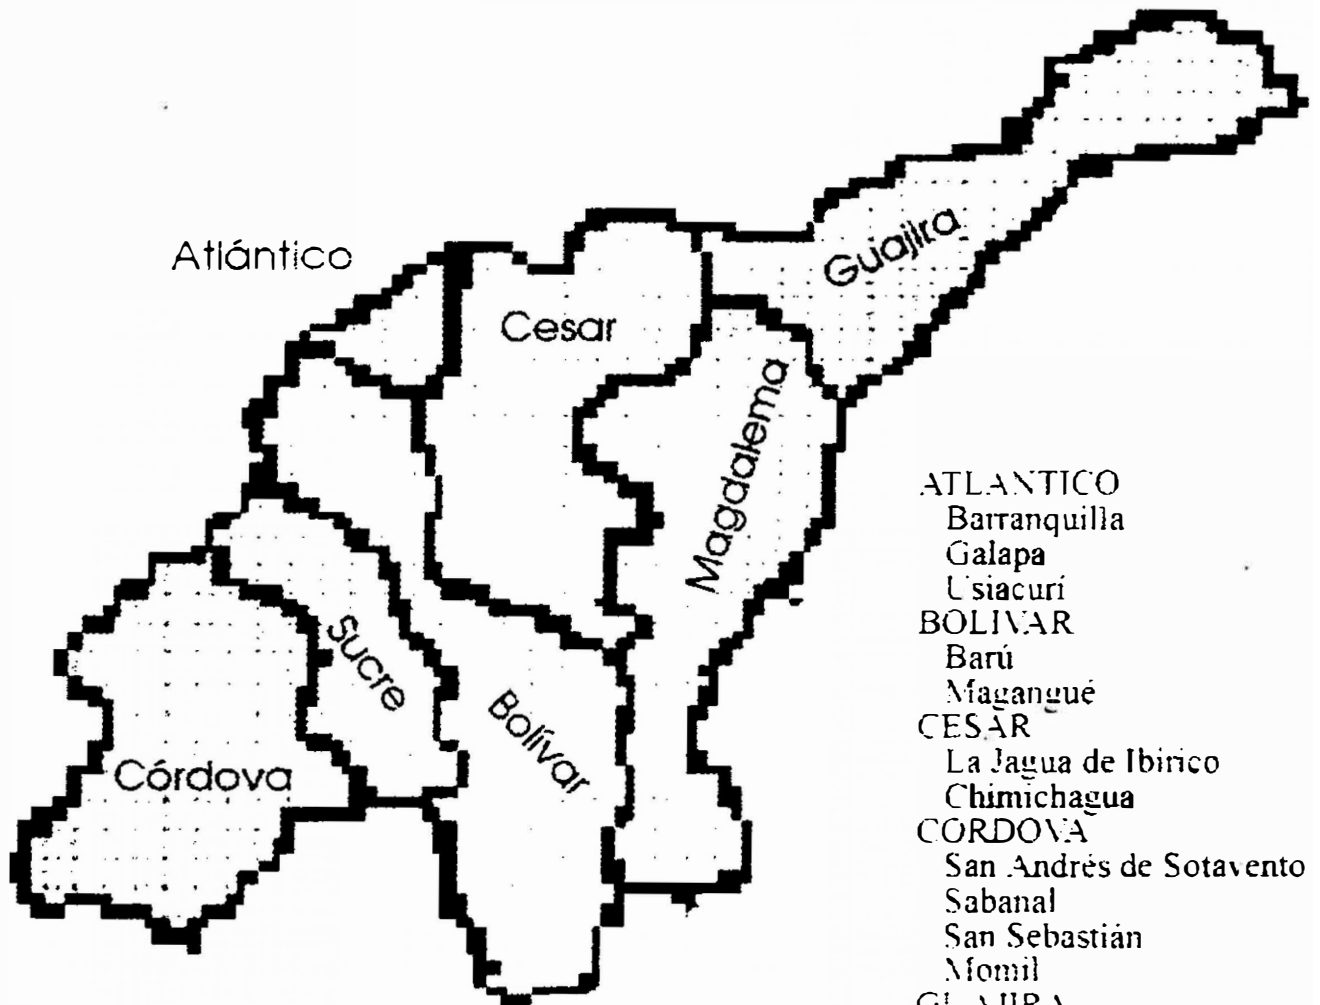 Atlántico
Guajira
Cesar
Magdalema
Sucre
Bolívar
Córdova
ATLANTICO
Barranquilla
Galapa
Usiacurí
BOLIVAR
Barú
Magangué
CESAR
La Jagua de Ibirico
Chimichagua
CORDOVA
San Andrés de Sotavento
Sabanal
San Sebastián
Momil
GUAJIRA